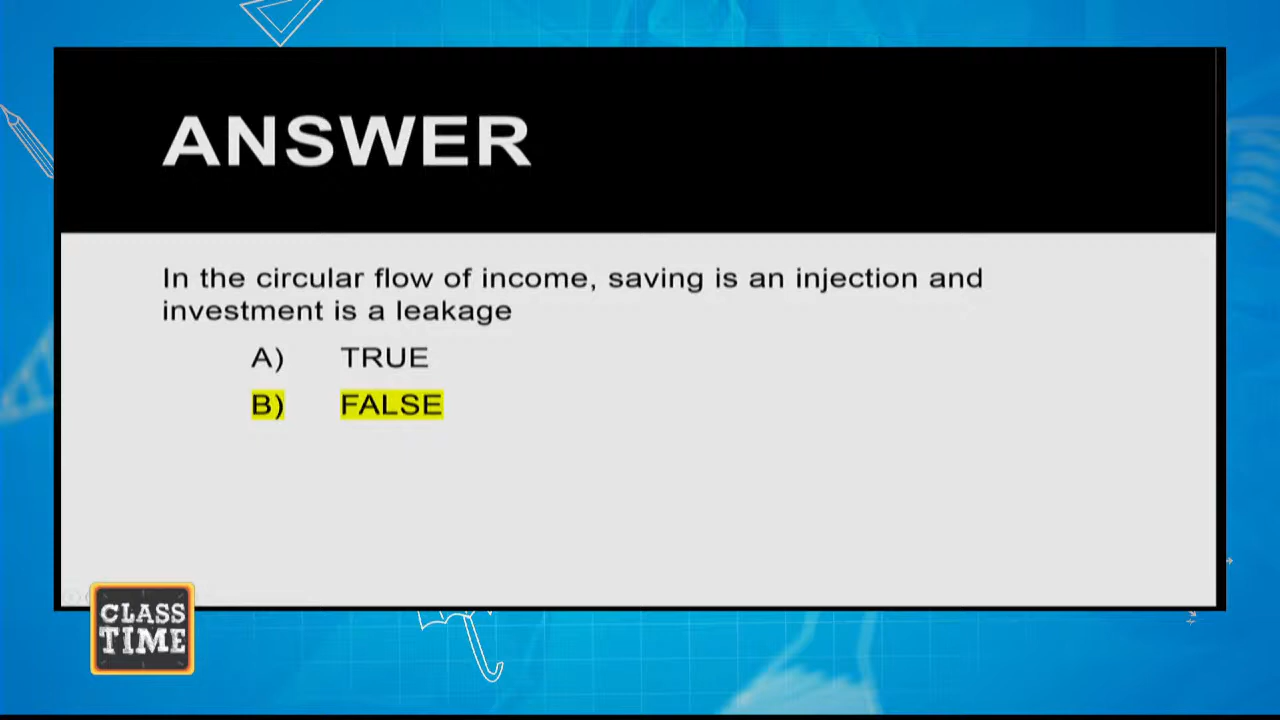 ANSWER
In the circular flow of income, saving is an injection and
investment is a leakage
A) TRUE
B) FALSE
CLASS
TIME